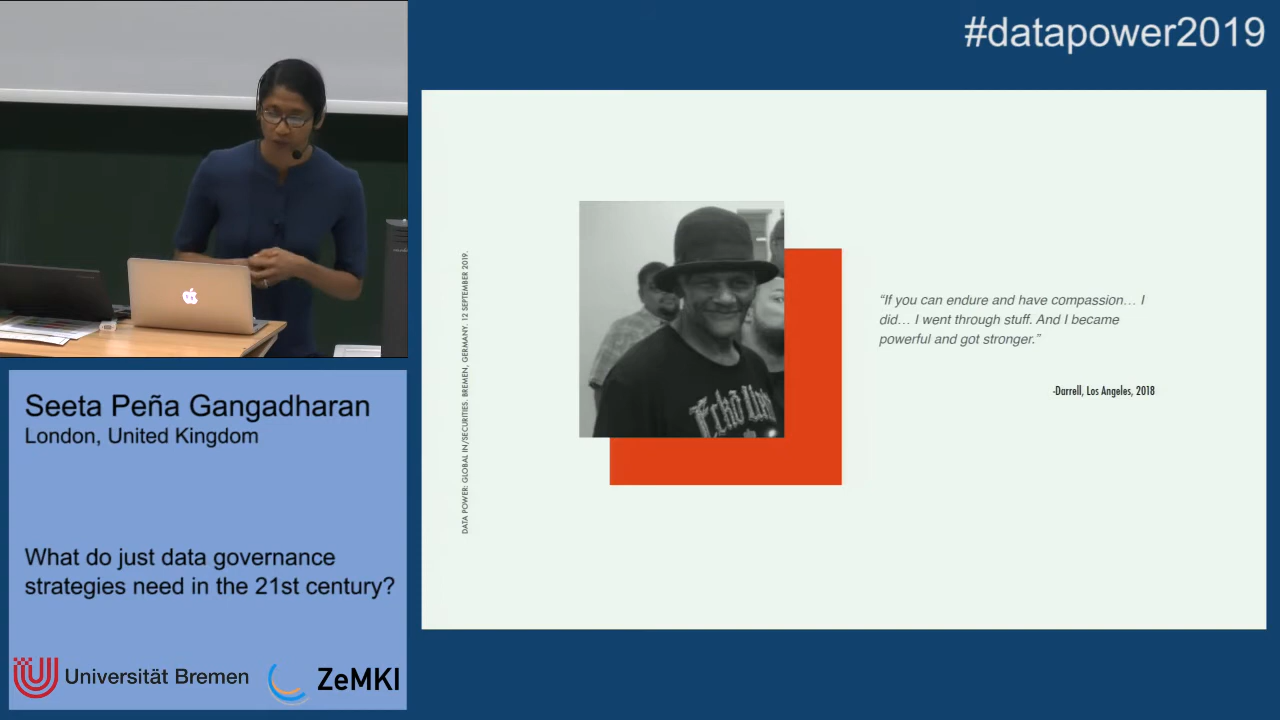 #datapower2019
Seeta Peña Gangadharan
London, United Kingdom
What do just data governance
strategies need in the 21st century?
Universität Bremen
ZeMKI
DATA POWER: GLOBAL IN/SECURITIES. BREMEN, GERMANY. 12 SEPTEMBER 2019.
Ecko Un
“If you can endure and have compassion… I
did… I went through stuff. And I became
powerful and got stronger.”
-Darrell, Los Angeles, 2018